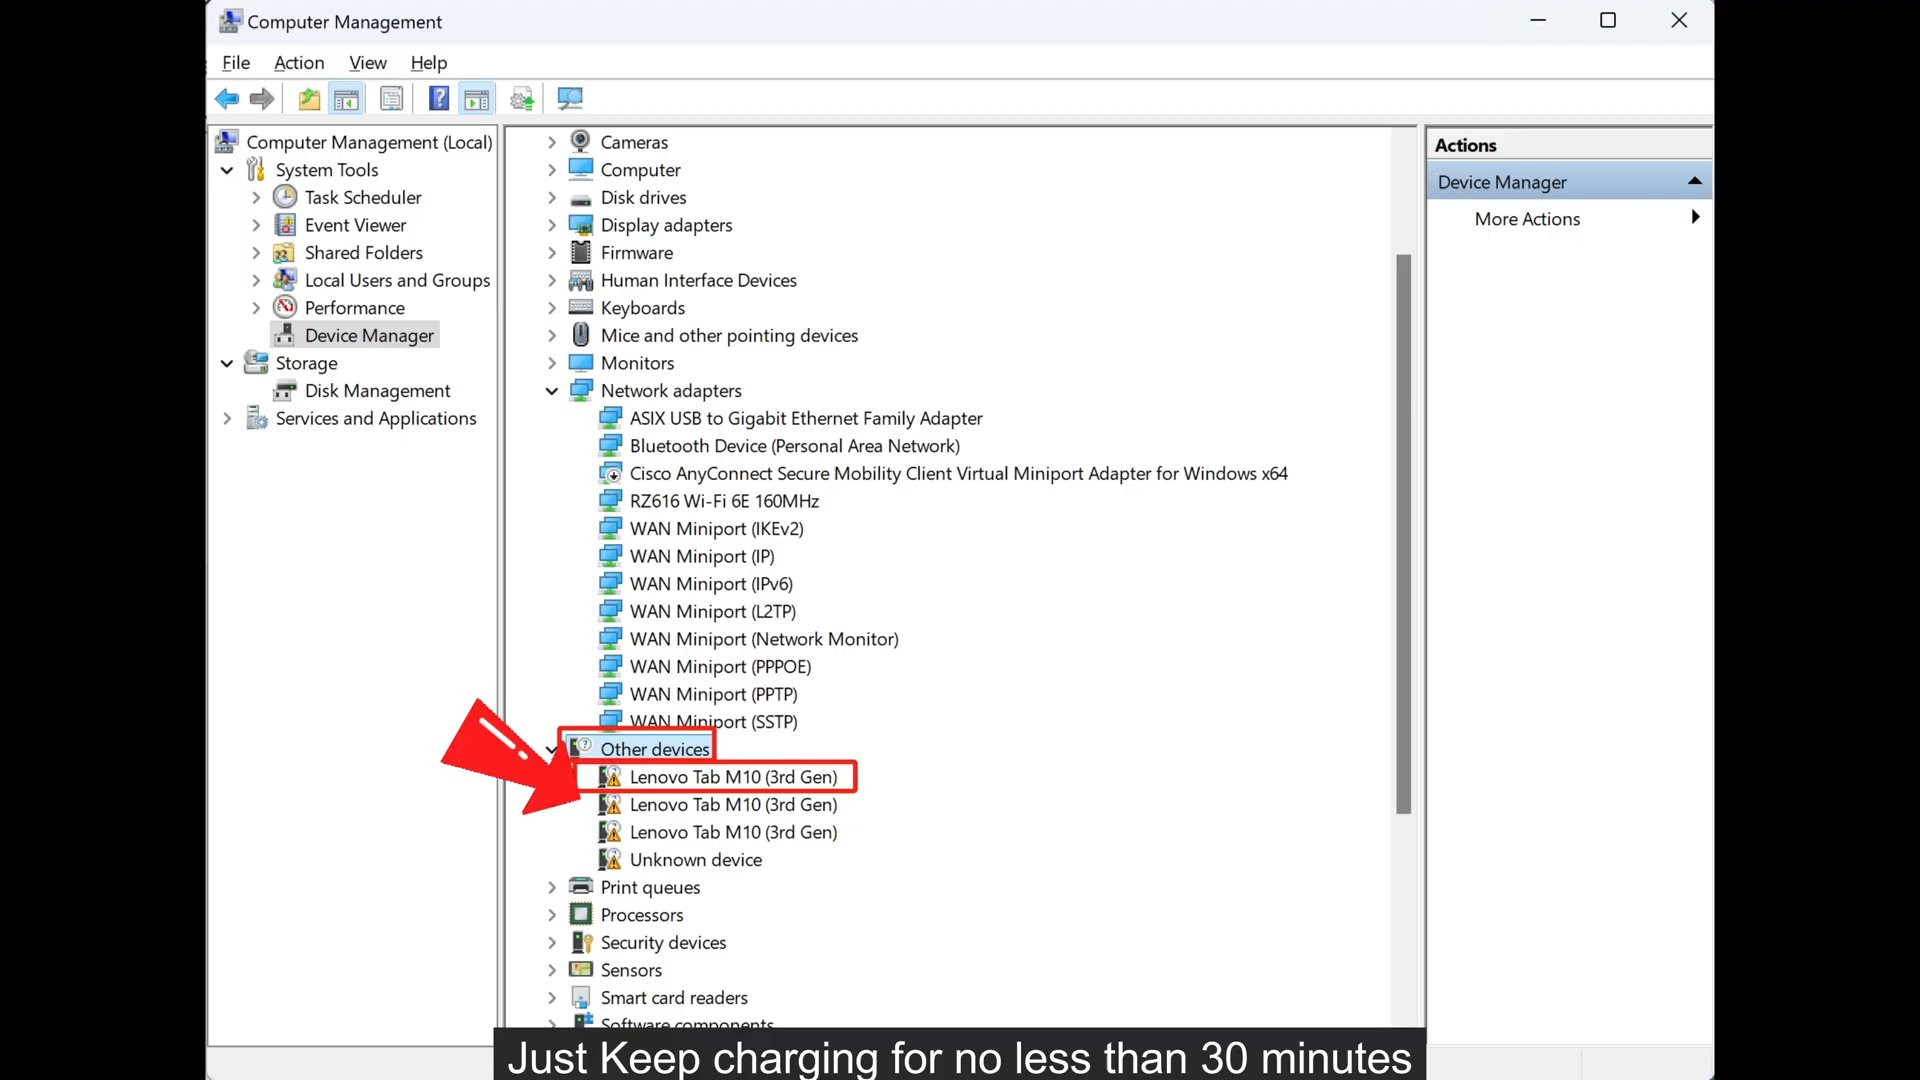 Computer Management
File Action View Help
Computer Management (Local)
System Tools
Task Scheduler
Event Viewer
Shared Folders
Local Users and Groups
Performance
Device Manager
Storage
Disk Management
Services and Applications
Cameras
Computer
Disk drives
Display adapters
Firmware
Human Interface Devices
Keyboards
Mice and other pointing devices
Monitors
Network adapters
ASIX USB to Gigabit Ethernet Family Adapter
Bluetooth Device (Personal Area Network)
Cisco AnyConnect Secure Mobility Client Virtual Miniport Adapter for Windows x64
RZ616 Wi-Fi 6E 160MHz
WAN Miniport (IKEv2)
WAN Miniport (IP)
WAN Miniport (IPv6)
WAN Miniport (L2TP)
WAN Miniport (Network Monitor)
WAN Miniport (PPPOE)
WAN Miniport (PPTP)
WAN Miniport (SSTP)
Other devices
Lenovo Tab M10 (3rd Gen)
Lenovo Tab M10 (3rd Gen)
Lenovo Tab M10 (3rd Gen)
Unknown device
Print queues
Processors
Security devices
Sensors
Smart card readers
Software components
Actions
Device Manager
More Actions
Just Keep charging for no less than 30 minutes